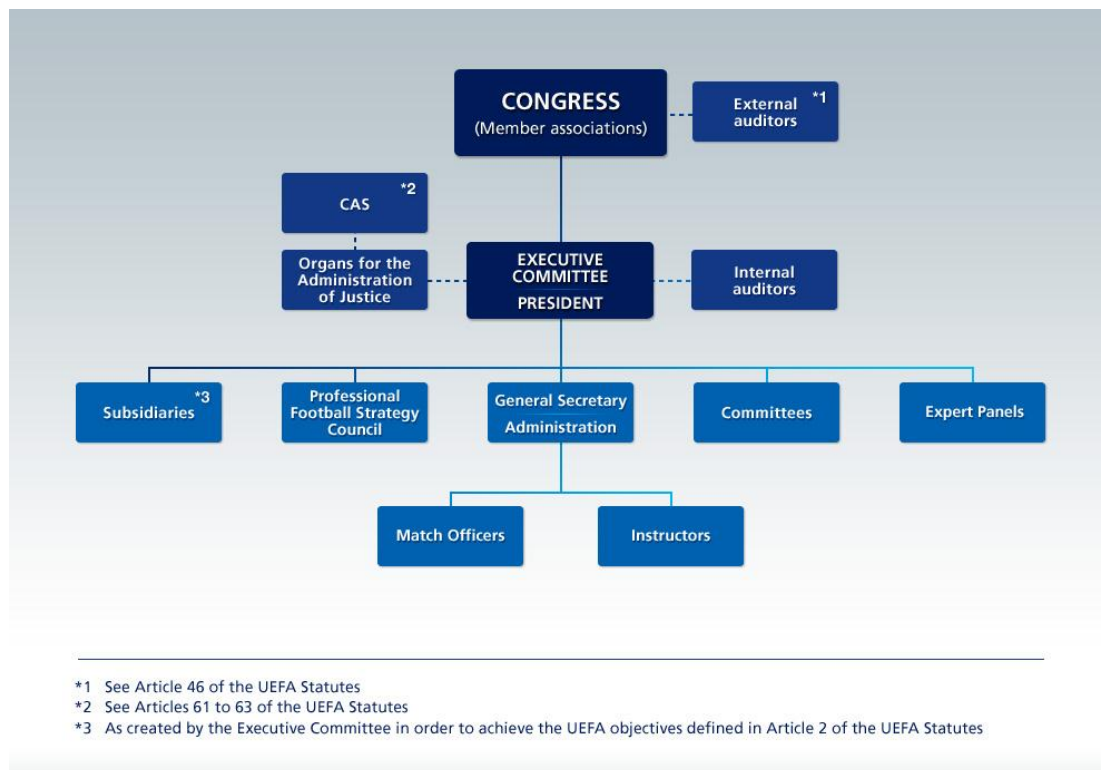 CONGRESS
(Member associations)
External *1
auditors
*2
CAS
Organs for the
Administration
of Justice
EXECUTIVE
COMMITTEE
PRESIDENT
Internal
auditors
*3
Subsidiaries
Professional
Football Strategy
Council
General Secretary
Administration
Committees
Expert Panels
Match Officers
Instructors
*1 See Article 46 of the UEFA Statutes
*2 See Articles 61 to 63 of the UEFA Statutes
*3 As created by the Executive Committee in order to achieve the UEFA objectives defined in Article 2 of the UEFA Statutes